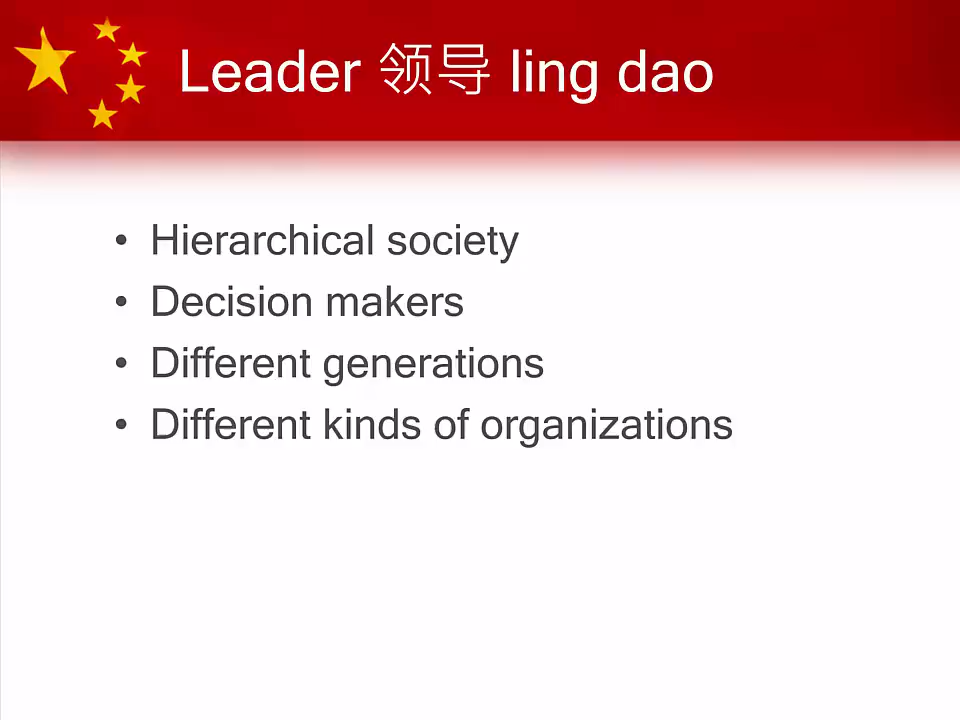 Leader 领导 ling dao
• Hierarchical society
• Decision makers
• Different generations
• Different kinds of organizations